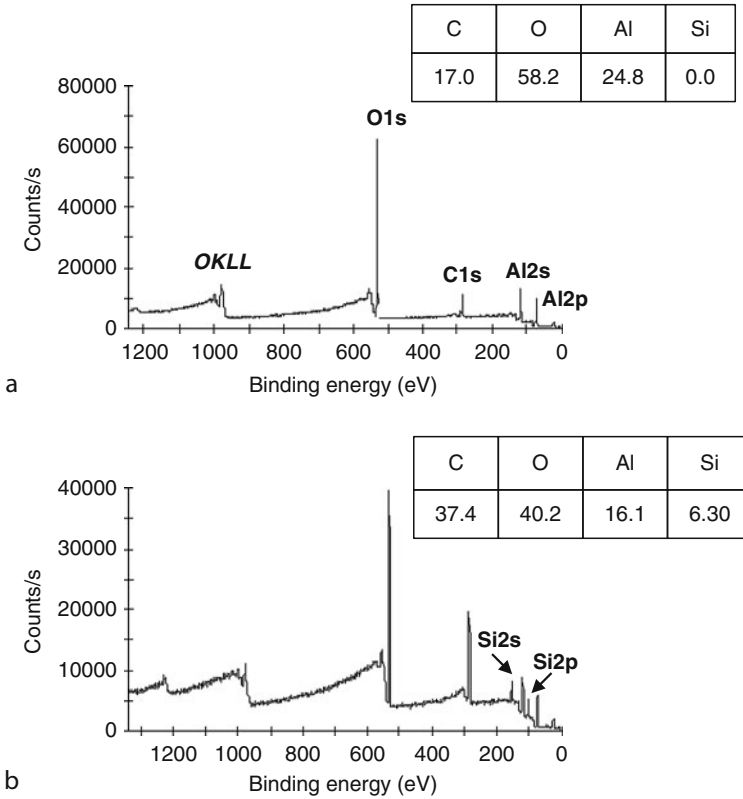 C O Al Si
17.0 58.2 24.8 0.0
80000
60000
40000
20000
0
Counts/s
O1s
OKLL
C1s
Al2s
Al2p
1200 1000 800 600 400 200 0
Binding energy (eV)
a
C O Al Si
37.4 40.2 16.1 6.30
40000
30000
20000
10000
0
Counts/s
Si2s
Si2p
1200 1000 800 600 400 200 0
Binding energy (eV)
b